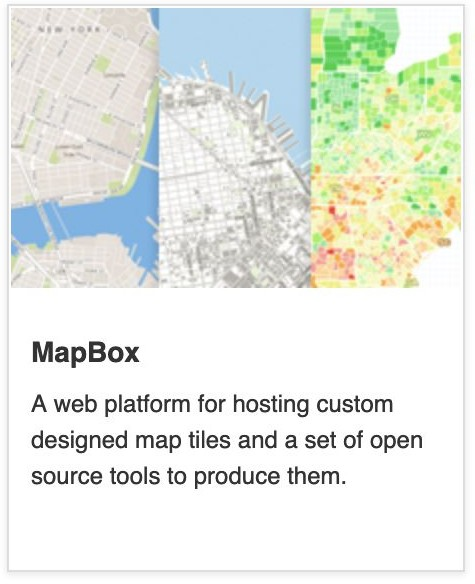 NEW YORK
MapBox
A web platform for hosting custom
designed map tiles and a set of open
source tools to produce them.